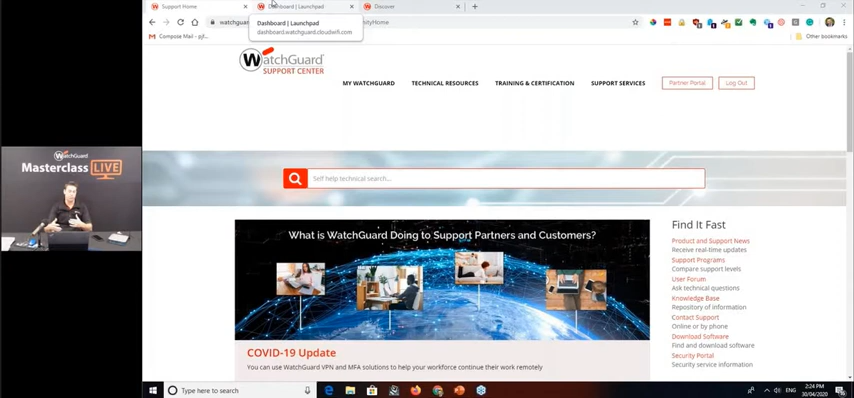 Support Home
Dashboard | Launchpad
Discover
Dashboard | Launchpad
dashboard.watchguard.cloudwifi.com
watchguard
ityHome
Compose Mail - pjf...
Other bookmarks
WatchGuard
SUPPORT CENTER
MY WATCHGUARD
TECHNICAL RESOURCES
TRAINING & CERTIFICATION
SUPPORT SERVICES
Partner Portal
Log Out
Self help technical search...
WatchGuard
Masterclass LIVE
What is WatchGuard Doing to Support Partners and Customers?
COVID-19 Update
You can use WatchGuard VPN and MFA solutions to help your workforce continue their work remotely
Find It Fast
Product and Support News
Receive real-time updates
Support Programs
Compare support levels
User Forum
Ask technical questions
Knowledge Base
Repository of information
Contact Support
Online or by phone
Download Software
Find and download software
Security Portal
Security service information
Type here to search
ENG
2:24 PM
30/04/2020